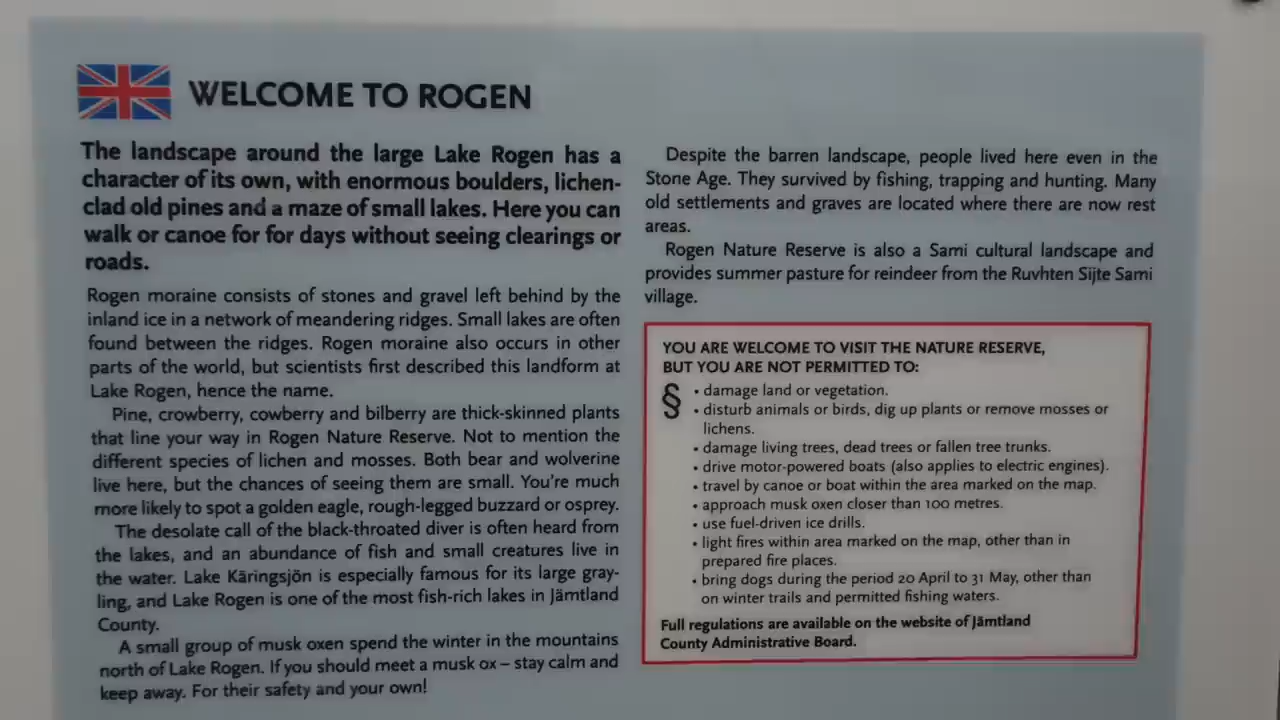 WELCOME TO ROGEN
The landscape around the large Lake Rogen has a
character of its own, with enormous boulders, lichen-
clad old pines and a maze of small lakes. Here you can
walk or canoe for for days without seeing clearings or
roads.
Rogen moraine consists of stones and gravel left behind by the
inland ice in a network of meandering ridges. Small lakes are often
found between the ridges. Rogen moraine also occurs in other
parts of the world, but scientists first described this landform at
Lake Rogen, hence the name.
Pine, crowberry, cowberry and bilberry are thick-skinned plants
that line your way in Rogen Nature Reserve. Not to mention the
different species of lichen and mosses. Both bear and wolverine
live here, but the chances of seeing them are small. You're much
more likely to spot a golden eagle, rough-legged buzzard or osprey.
The desolate call of the black-throated diver is often heard from
the lakes, and an abundance of fish and small creatures live in
the water. Lake Käringsjön is especially famous for its large gray-
ling, and Lake Rogen is one of the most fish-rich lakes in Jämtland
County.
A small group of musk oxen spend the winter in the mountains
north of Lake Rogen. If you should meet a musk ox – stay calm and
keep away. For their safety and your own!
Despite the barren landscape, people lived here even in the
Stone Age. They survived by fishing, trapping and hunting. Many
old settlements and graves are located where there are now rest
areas.
Rogen Nature Reserve is also a Sami cultural landscape and
provides summer pasture for reindeer from the Ruvhten Sijte Sami
village.
YOU ARE WELCOME TO VISIT THE NATURE RESERVE,
BUT YOU ARE NOT PERMITTED TO:
§ • damage land or vegetation.
• disturb animals or birds, dig up plants or remove mosses or
lichens.
• damage living trees, dead trees or fallen tree trunks.
• drive motor-powered boats (also applies to electric engines).
• travel by canoe or boat within the area marked on the map.
• approach musk oxen closer than 100 metres.
• use fuel-driven ice drills.
• light fires within area marked on the map, other than in
prepared fire places.
• bring dogs during the period 20 April to 31 May, other than
on winter trails and permitted fishing waters.
Full regulations are available on the website of Jämtland
County Administrative Board.